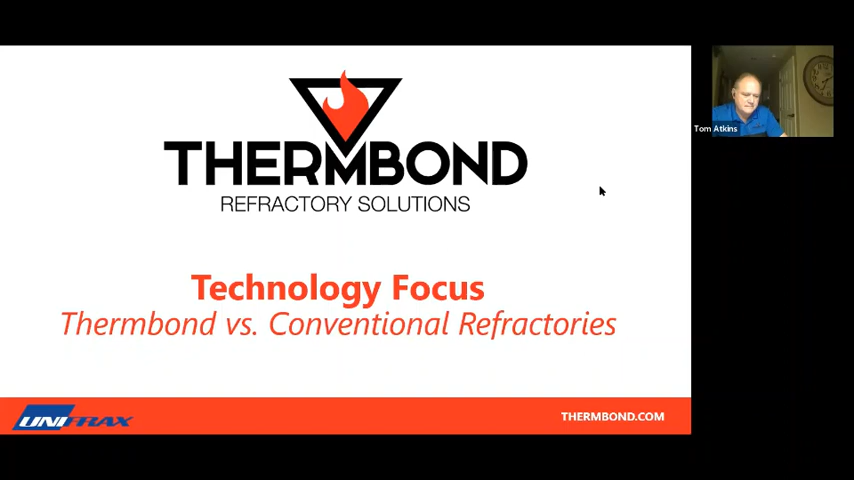 THERMBOND
REFRACTORY SOLUTIONS
Tom Atkins
Technology Focus
Thermbond vs. Conventional Refractories
UNIFRAX
THERMBOND.COM